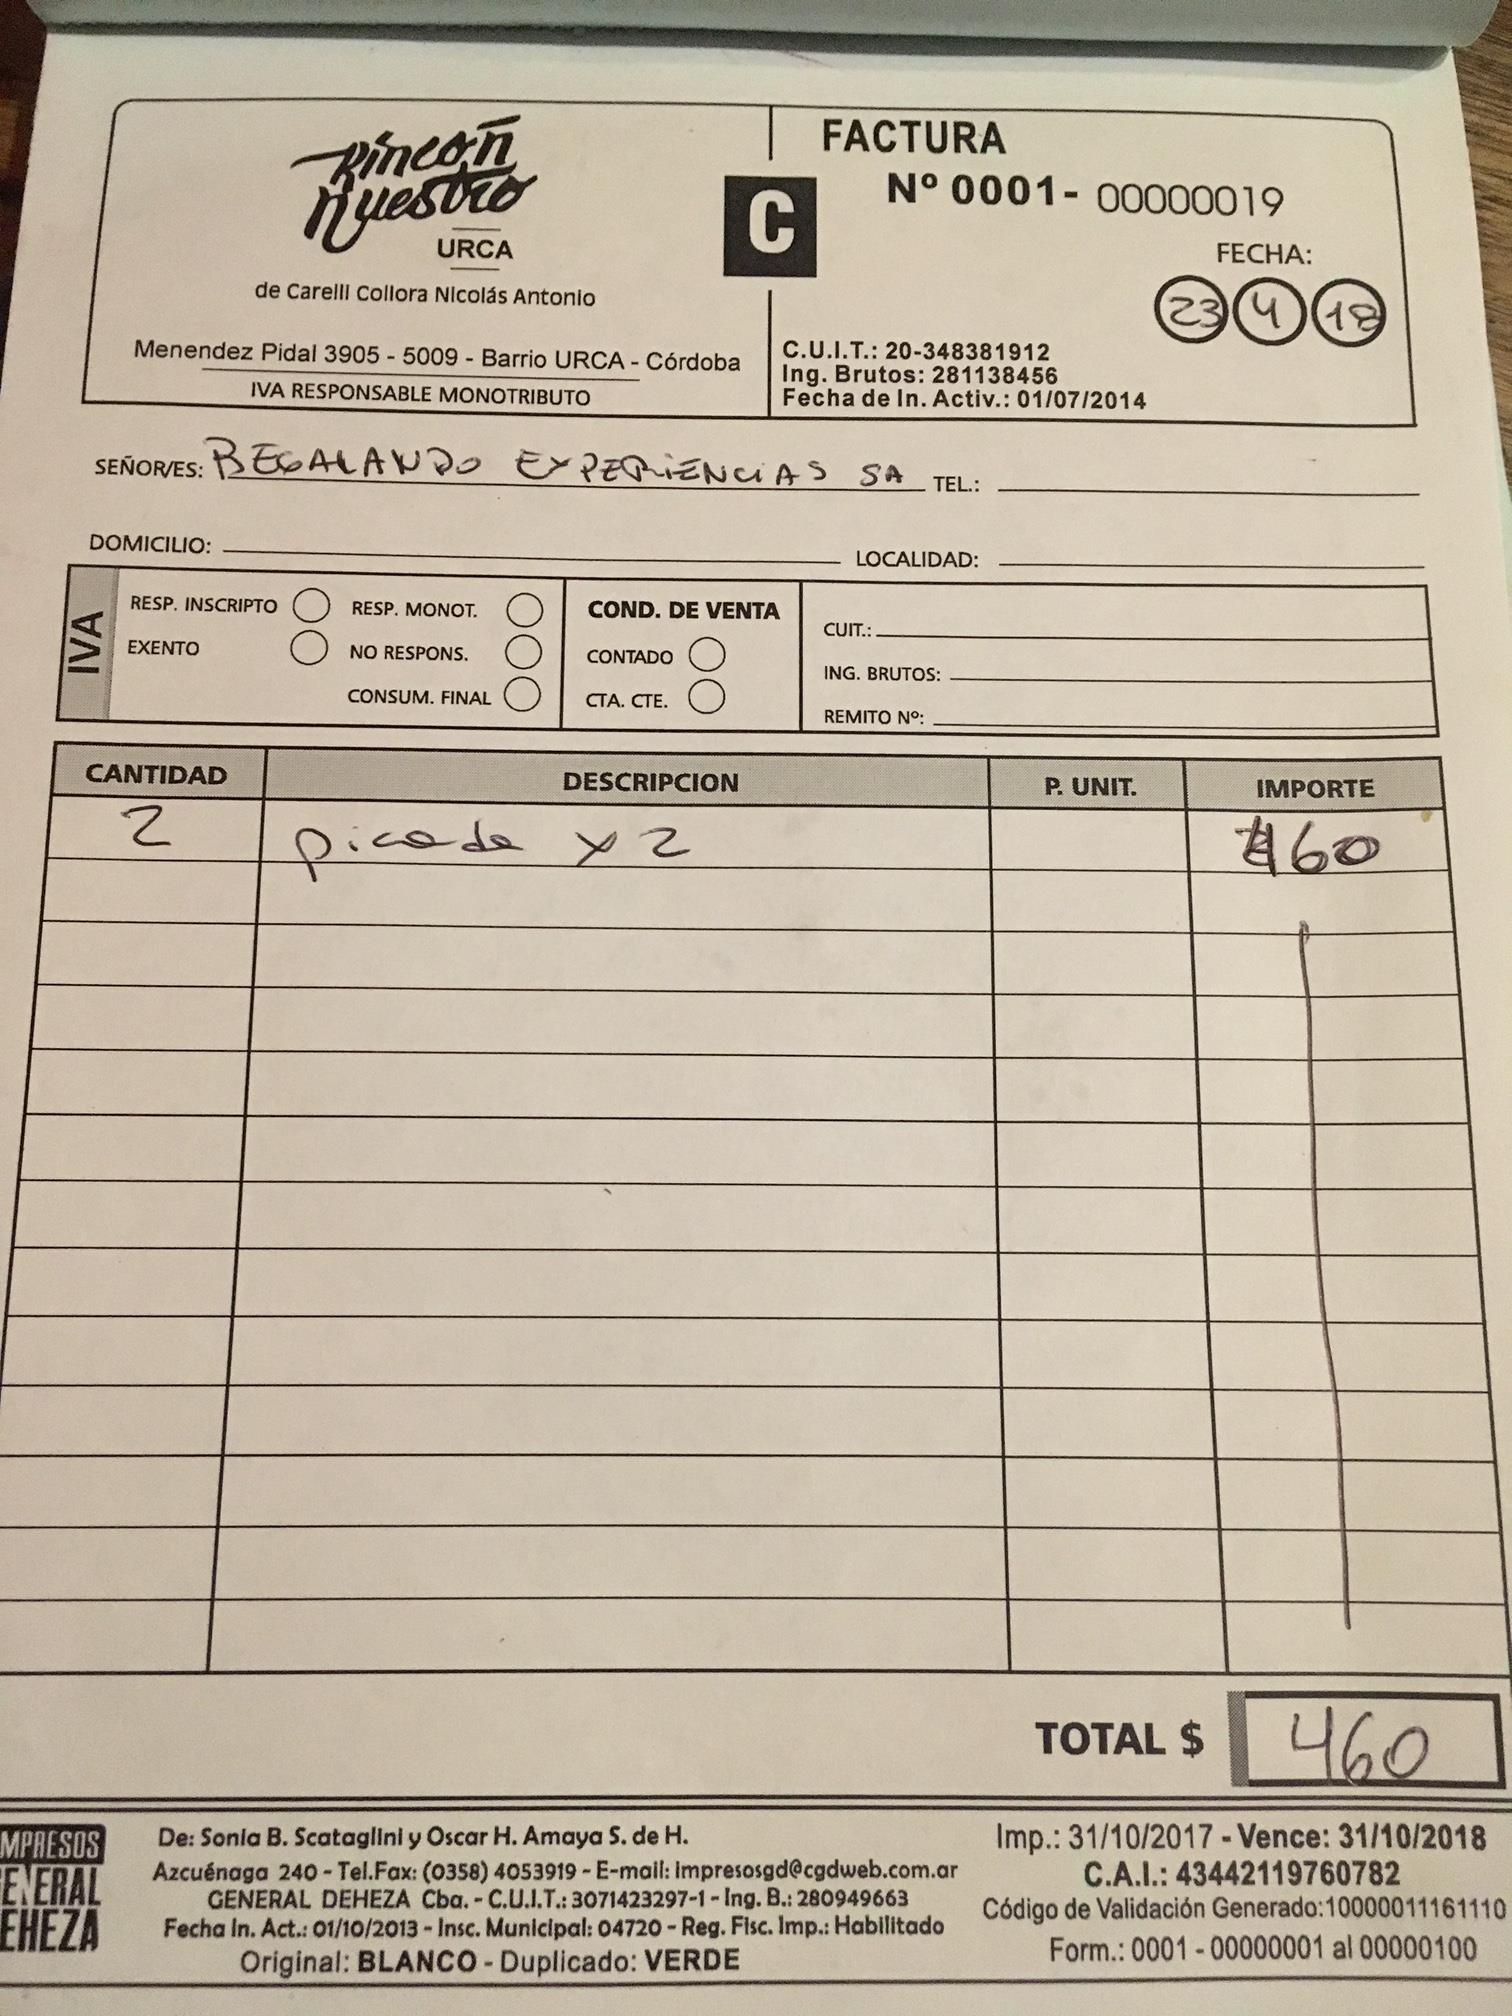 Rincón
Nuestro
URCA
de Carelli Collora Nicolás Antonio
Menendez Pidal 3905 - 5009 - Barrio URCA - Córdoba
IVA RESPONSABLE MONOTRIBUTO
C
FACTURA
Nº 0001 - 00000019
FECHA:
23 4 18
C.U.I.T.: 20-348381912
Ing. Brutos: 281138456
Fecha de In. Activ.: 01/07/2014
SEÑOR/ES: REGALANDO EXPERIENCIAS SA TEL.:
DOMICILIO: LOCALIDAD:
IVA
RESP. INSCRIPTO RESP. MONOT.
EXENTO NO RESPONS.
CONSUM. FINAL
COND. DE VENTA
CONTADO
CTA. CTE.
CUIT.:
ING. BRUTOS:
REMITO Nº:
CANTIDAD DESCRIPCION P. UNIT. IMPORTE
2 picada x 2 460
TOTAL $ 460
IMPRESOS
GENERAL
DEHEZA
De: Sonia B. Scataglini y Oscar H. Amaya S. de H.
Azcuénaga 240 - Tel.Fax: (0358) 4053919 - E-mail: impresosgd@cgdweb.com.ar
GENERAL DEHEZA Cba. - C.U.I.T.: 307142329​7-1 - Ing. B.: 280949663
Fecha In. Act.: 01/10/2013 - Insc. Municipal: 04720 - Reg. Fisc. Imp.: Habilitado
Original: BLANCO - Duplicado: VERDE
Imp.: 31/10/2017 - Vence: 31/10/2018
C.A.I.: 43442119760782
Código de Validación Generado:1000001116​1110
Form.: 0001 - 00000001 al 00000100